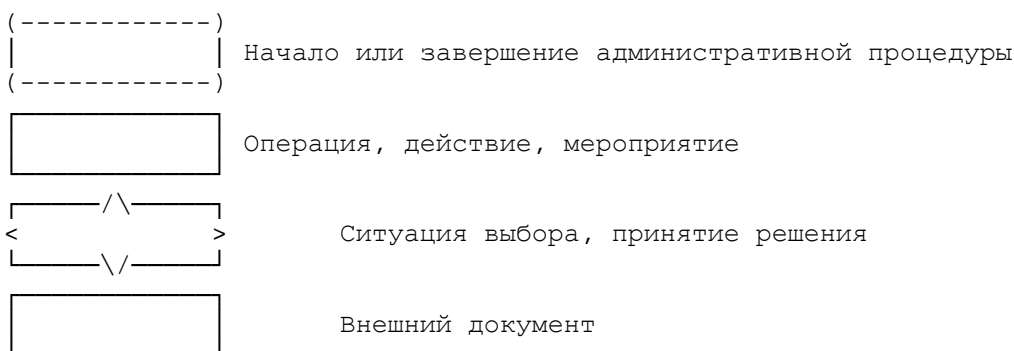 Начало или завершение административной процедуры
Операция, действие, мероприятие
Ситуация выбора, принятие решения
Внешний документ